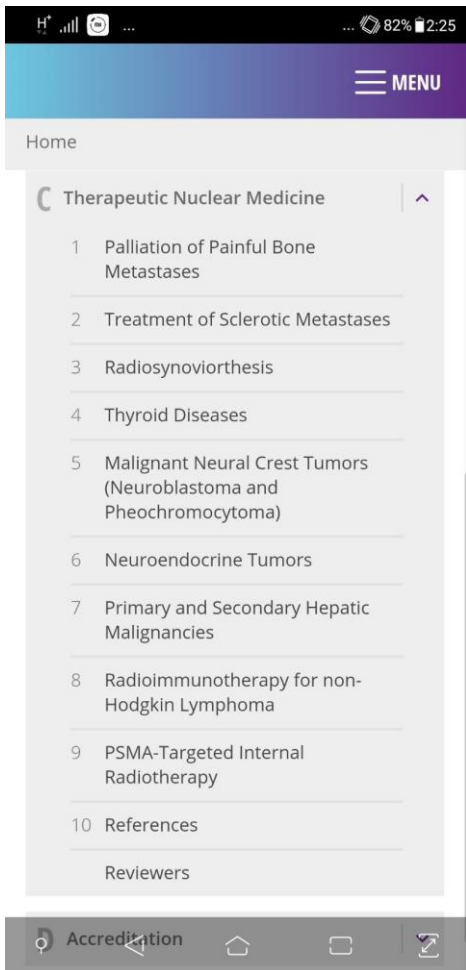 H⁺ ... ... 82% 2:25
MENU
Home
C Therapeutic Nuclear Medicine
1 Palliation of Painful Bone
Metastases
2 Treatment of Sclerotic Metastases
3 Radiosynoviorthesis
4 Thyroid Diseases
5 Malignant Neural Crest Tumors
(Neuroblastoma and
Pheochromocytoma)
6 Neuroendocrine Tumors
7 Primary and Secondary Hepatic
Malignancies
8 Radioimmunotherapy for non-
Hodgkin Lymphoma
9 PSMA-Targeted Internal
Radiotherapy
10 References
Reviewers
D Accreditation